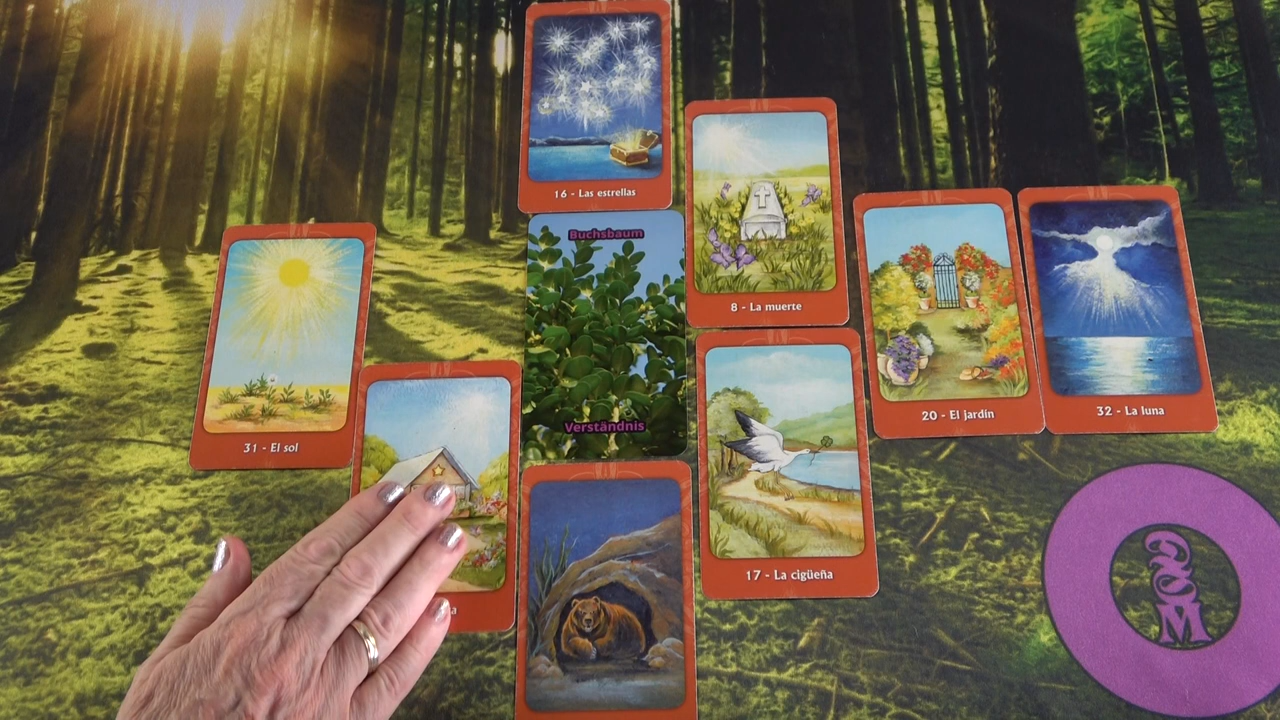 16 - Las estrellas
Buchsbaum
8 - La muerte
Verständnis
20 - El jardín
32 - La luna
31 - El sol
17 - La cigüeña
a